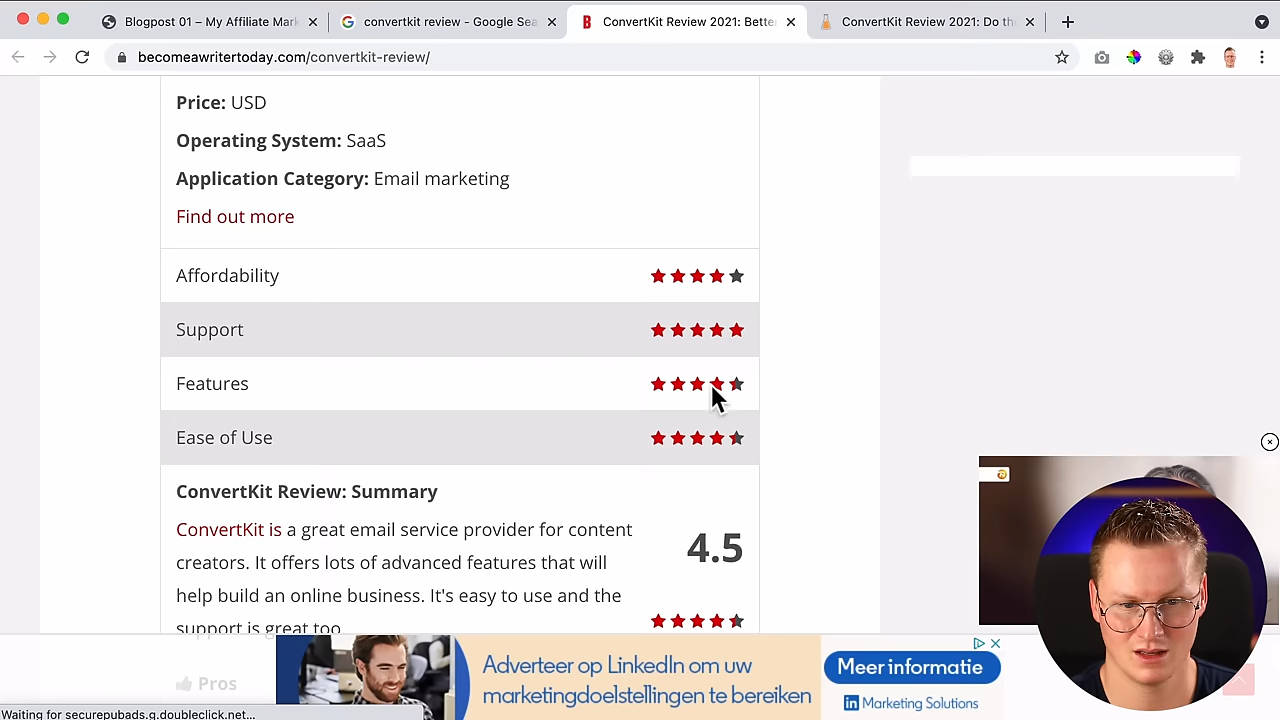 Blogpost 01 – My Affiliate Mark
convertkit review - Google Sea
ConvertKit Review 2021: Bette
ConvertKit Review 2021: Do th
becomeawritertoday.com/convertkit-review/
Price: USD
Operating System: SaaS
Application Category: Email marketing
Find out more
Affordability
Support
Features
Ease of Use
ConvertKit Review: Summary
ConvertKit is a great email service provider for content
creators. It offers lots of advanced features that will
help build an online business. It's easy to use and the
support is great too
4.5
Pros
Adverteer op LinkedIn om uw
marketingdoelstellingen te bereiken
Meer informatie
in Marketing Solutions
Waiting for securepubads.g.doubleclick.net...